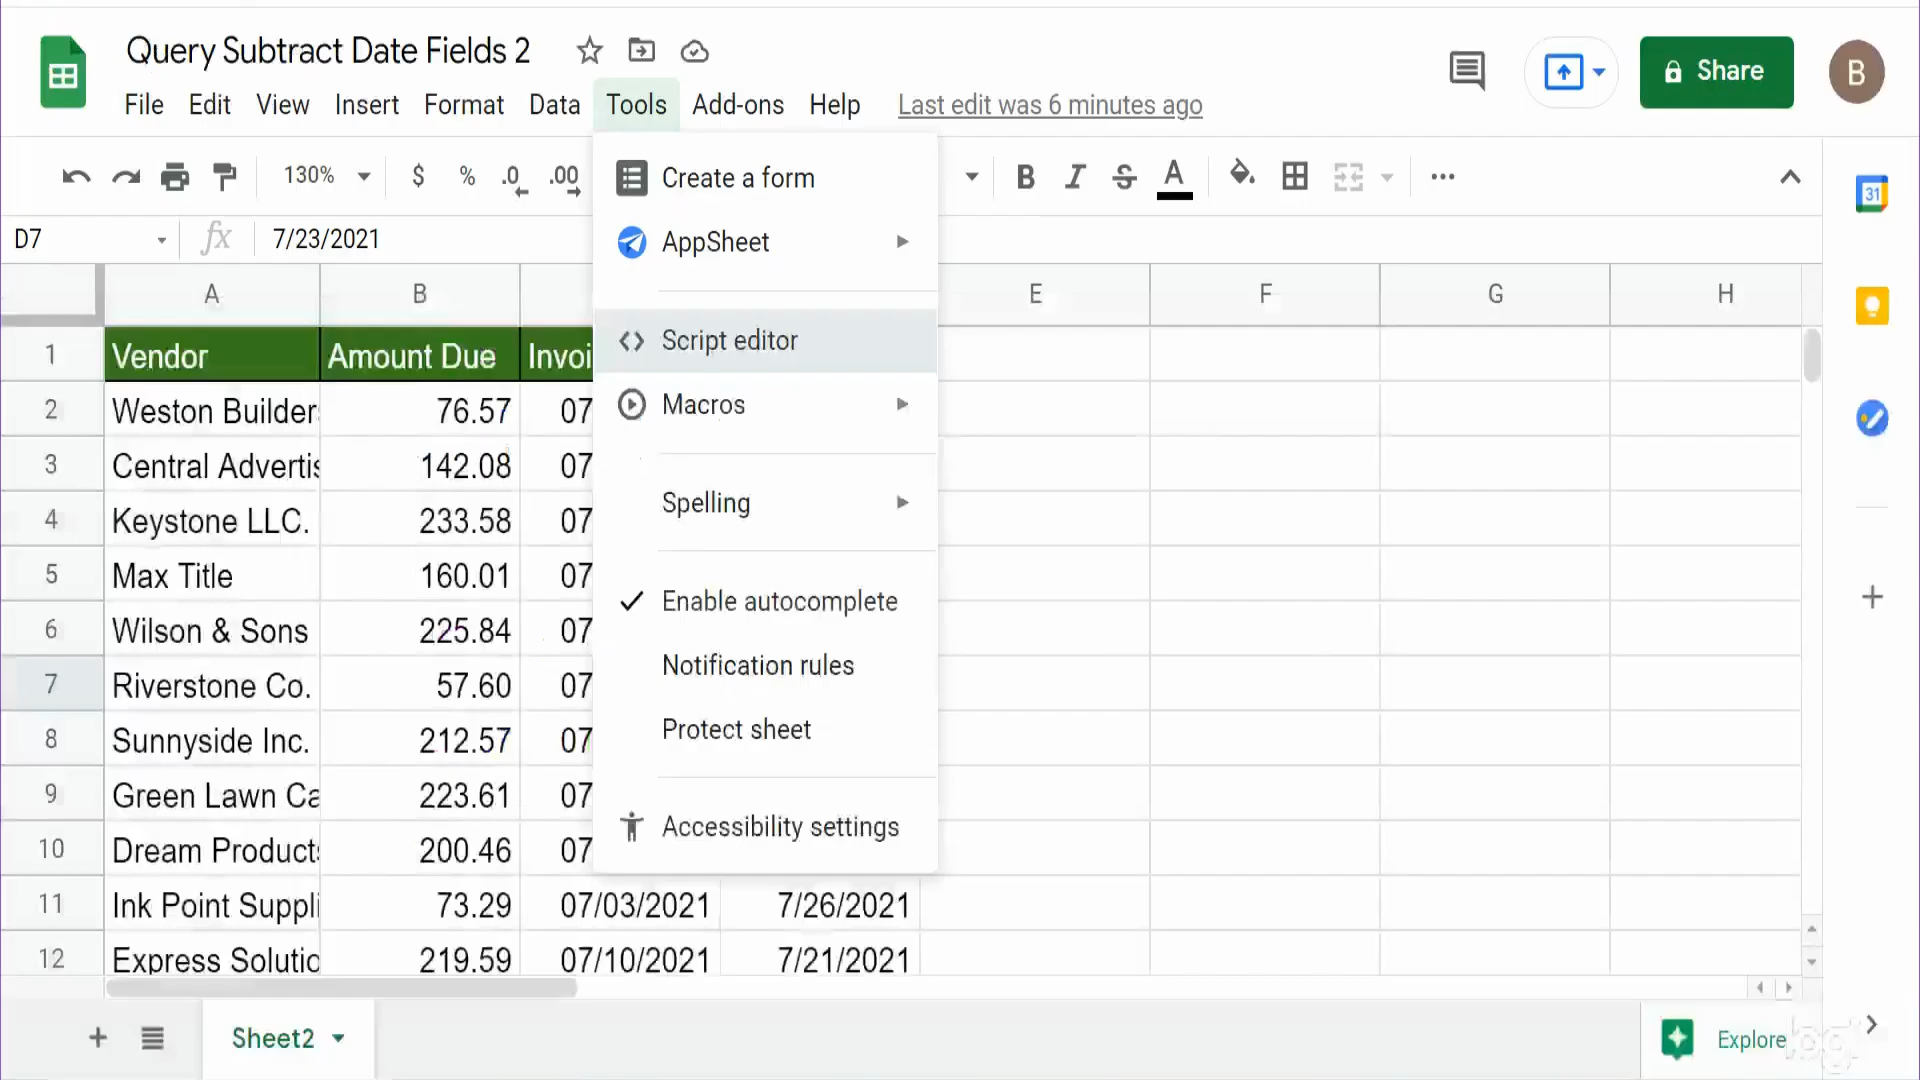 Query Subtract Date Fields 2
File Edit View Insert Format Data Tools Add-ons Help Last edit was 6 minutes ago
Share
B
130% $ % .0 .00 B I S A
31
D7 fx 7/23/2021
Create a form
AppSheet
Script editor
Macros
Spelling
Enable autocomplete
Notification rules
Protect sheet
Accessibility settings
A B E F G H
1 Vendor Amount Due Invoi
2 Weston Builder 76.57 07
3 Central Advertis 142.08 07
4 Keystone LLC. 233.58 07
5 Max Title 160.01 07
6 Wilson & Sons 225.84 07
7 Riverstone Co. 57.60 07
8 Sunnyside Inc. 212.57 07
9 Green Lawn Ca 223.61 07
10 Dream Product 200.46 07
11 Ink Point Suppli 73.29 07/03/2021 7/26/2021
12 Express Solutio 219.59 07/10/2021 7/21/2021
Sheet2
Explore